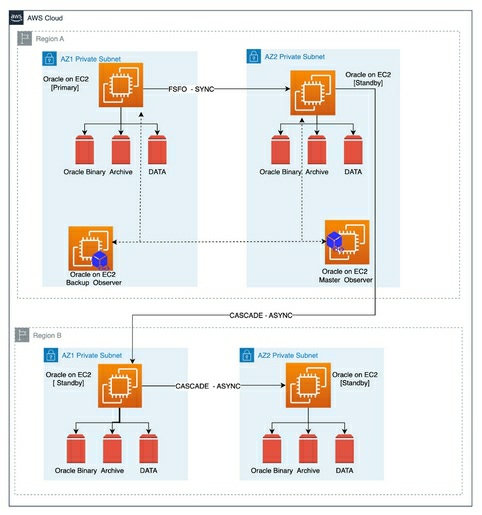 aws
AWS Cloud
Region A
AZ1 Private Subnet
AZ2 Private Subnet
Oracle on EC2
[Primary]
FSFO - SYNC
Oracle on EC2
[Standby]
Oracle Binary Archive DATA
Oracle Binary Archive DATA
Oracle on EC2
Backup Observer
Oracle on EC2
Master Observer
CASCADE - ASYNC
Region B
AZ1 Private Subnet
AZ2 Private Subnet
Oracle on EC2
[ Standby]
CASCADE - ASYNC
Oracle on EC2
[Standby]
Oracle Binary Archive DATA
Oracle Binary Archive DATA